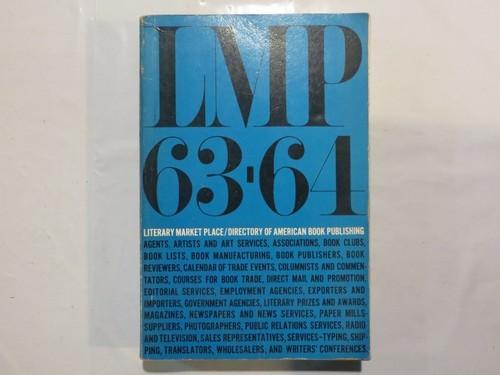 LMP
63-64
LITERARY MARKET PLACE/DIRECTORY OF AMERICAN BOOK PUBLISHING
AGENTS, ARTISTS AND ART SERVICES, ASSOCIATIONS, BOOK CLUBS,
BOOK LISTS, BOOK MANUFACTURING, BOOK PUBLISHERS, BOOK
REVIEWERS, CALENDAR OF TRADE EVENTS, COLUMNISTS AND COMMEN-
TATORS, COURSES FOR BOOK TRADE, DIRECT MAIL AND PROMOTION,
EDITORIAL SERVICES, EMPLOYMENT AGENCIES, EXPORTERS AND
IMPORTERS, GOVERNMENT AGENCIES, LITERARY PRIZES AND AWARDS,
MAGAZINES, NEWSPAPERS AND NEWS SERVICES, PAPER MILLS-
SUPPLIERS, PHOTOGRAPHERS, PUBLIC RELATIONS SERVICES, RADIO
AND TELEVISION, SALES REPRESENTATIVES, SERVICES-TYPING, SHIP-
PING, TRANSLATORS, WHOLESALERS, AND WRITERS' CONFERENCES.